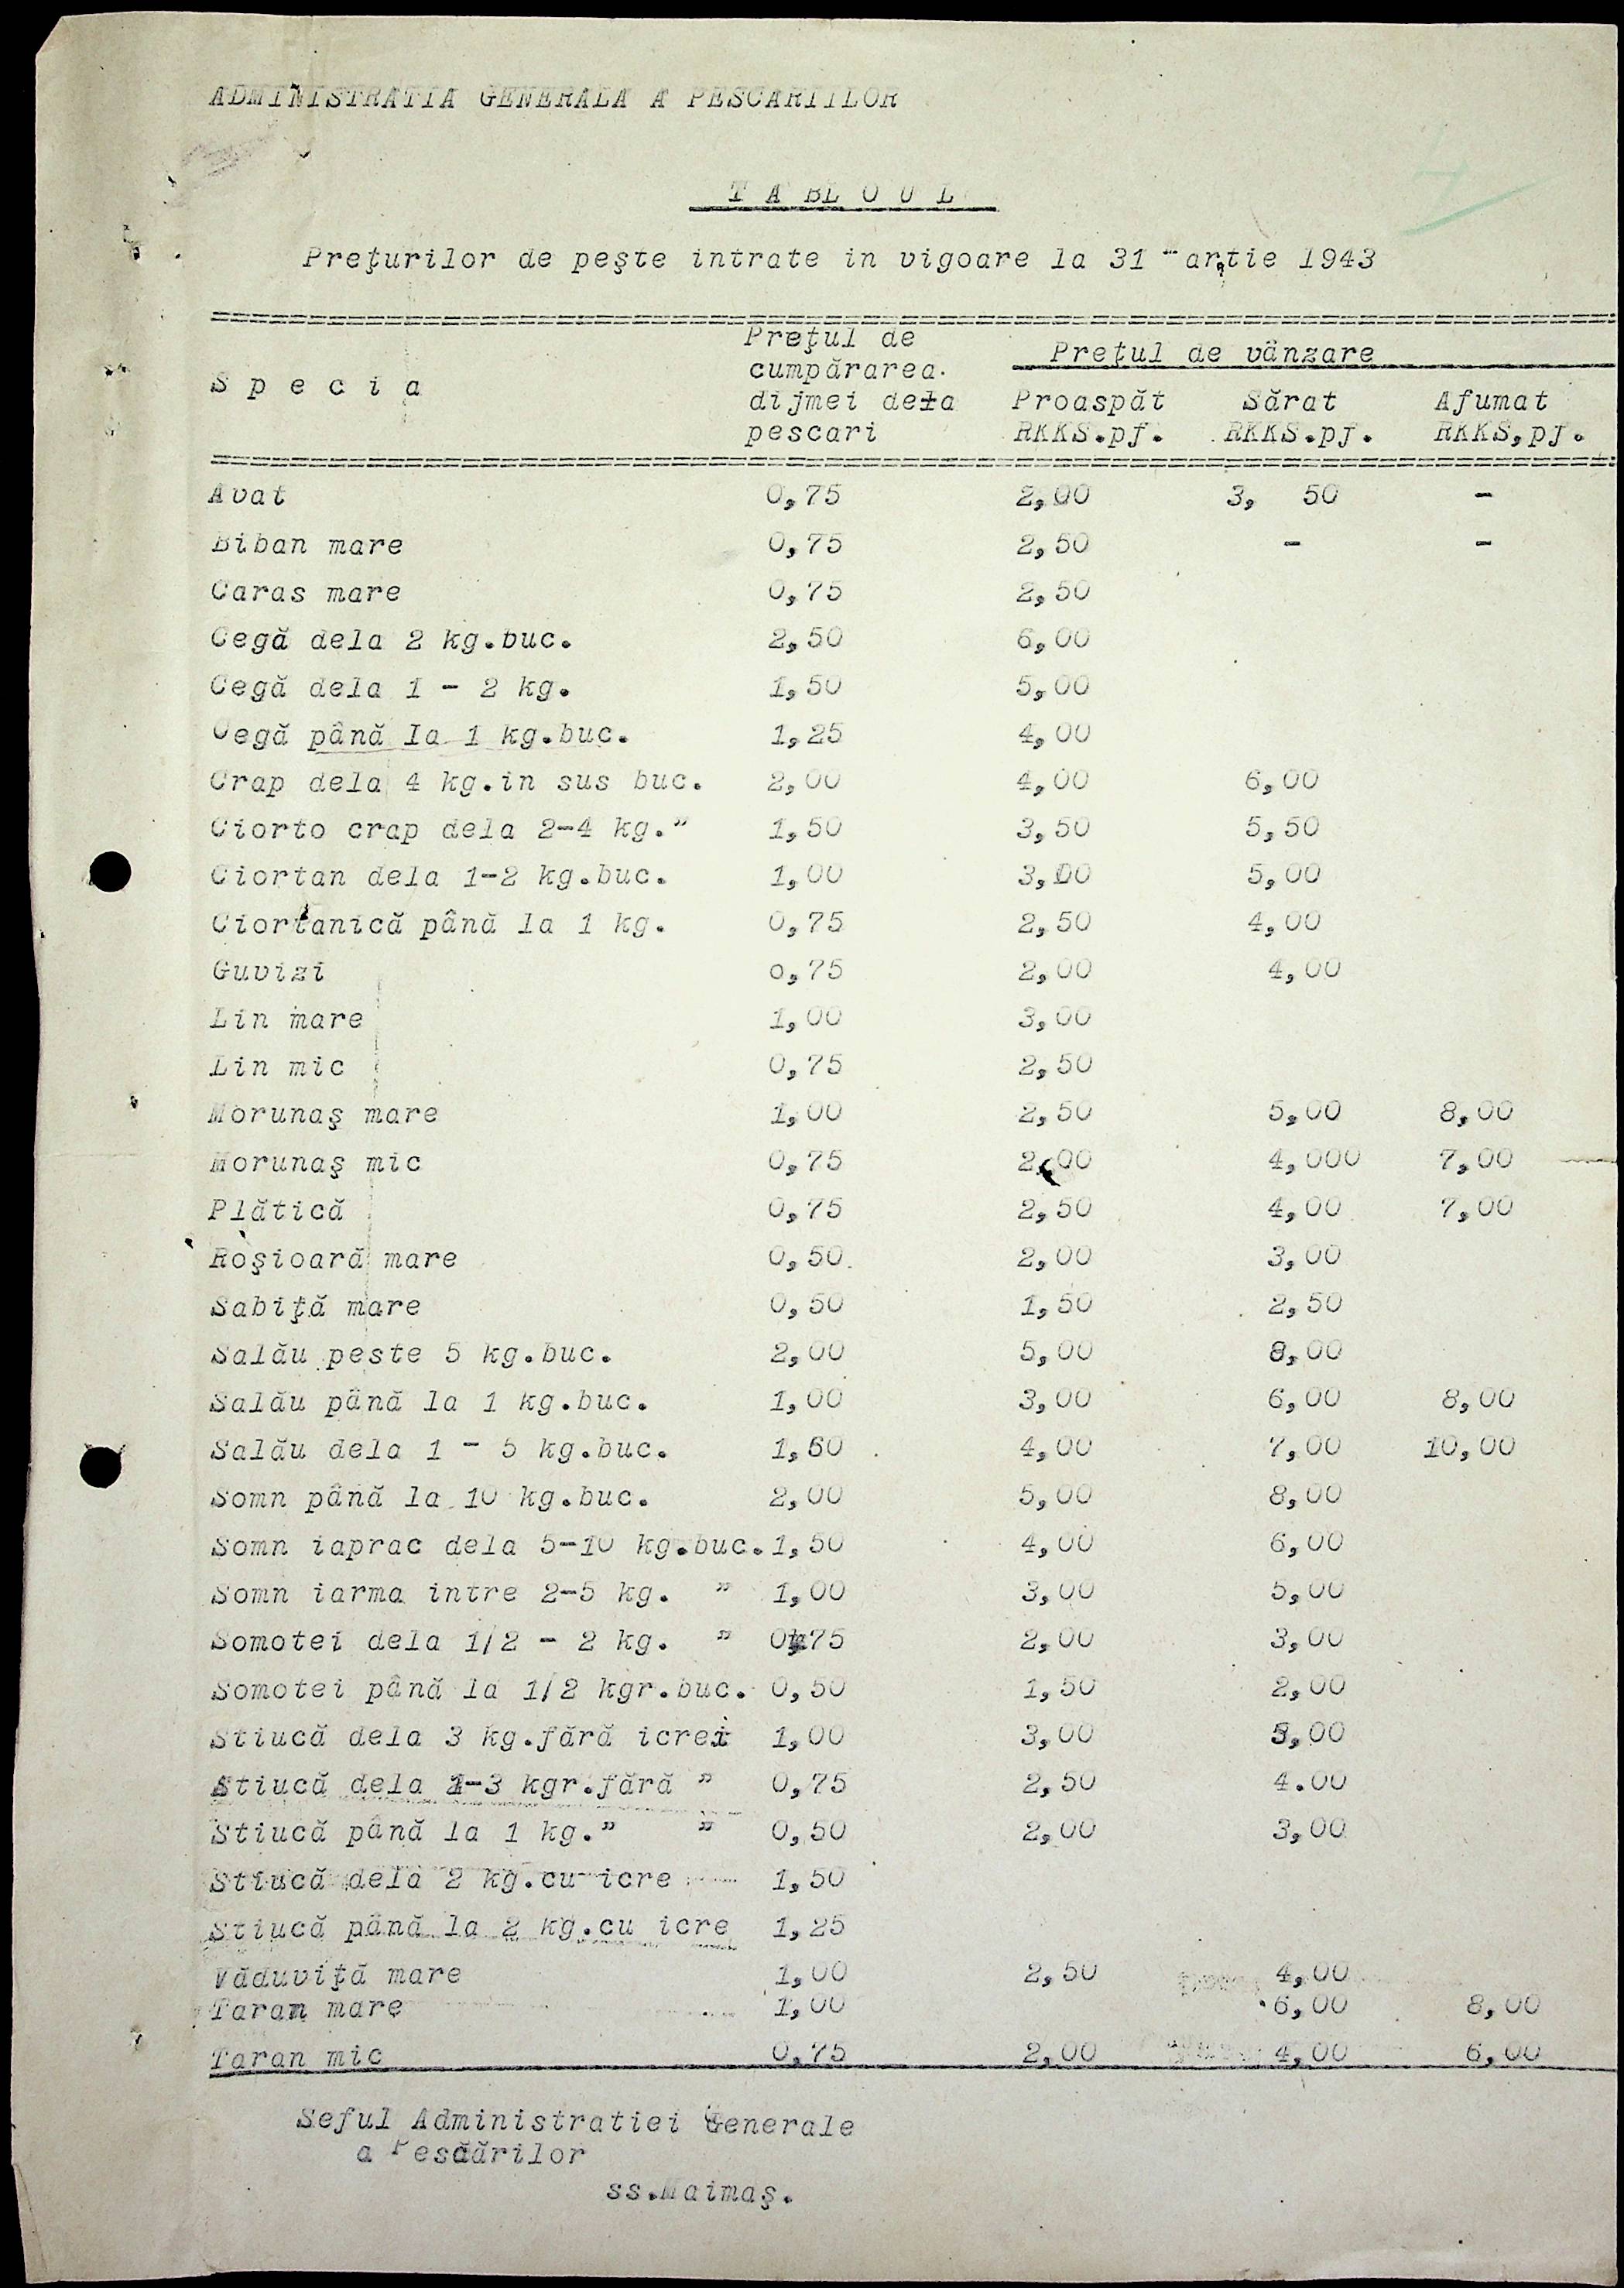 ADMINISTRATIA GENERALA A PESCARIILOR
T A BL O U L
Preţurilor de peşte intrate in vigoare la 31 martie 1943
Specia Preţul de cumpărarea. dijmei dela pescari Preţul de vânzare
Proaspăt RKKS.pf. Sărat RKKS.pf. Afumat RKKS,pf.
Avat 0,75 2,00 3, 50 -
Biban mare 0,75 2,50 - -
Caras mare 0,75 2,50
Cegă dela 2 kg.buc. 2,50 6,00
Cegă dela 1 - 2 kg. 1,50 5,00
Cegă până la 1 kg.buc. 1,25 4,00
Crap dela 4 kg.in sus buc. 2,00 4,00 6,00
Ciorto crap dela 2-4 kg." 1,50 3,50 5,50
Ciortan dela 1-2 kg.buc. 1,00 3,00 5,00
Ciortanică până la 1 kg. 0,75 2,50 4,00
Guvizi o,75 2,00 4,00
Lin mare 1,00 3,00
Lin mic 0,75 2,50
Morunaş mare 1,00 2,50 5,00 8,00
Morunaş mic 0,75 2,00 4,000 7,00
Plătică 0,75 2,50 4,00 7,00
Roşioară mare 0,50 2,00 3,00
Sabiţă mare 0,50 1,50 2,50
Salău peste 5 kg.buc. 2,00 5,00 8,00
Salău până la 1 kg.buc. 1,00 3,00 6,00 8,00
Salău dela 1 - 5 kg.buc. 4,00 7,00 10,00
Somn până la 10 kg.buc. 2,00 5,00 8,00
Somn iaprac dela 5-10 kg.buc. 1,50 4,00 6,00
Somn iarma intre 2-5 kg. " 1,00 3,00 5,00
Somotei dela 1/2 - 2 kg. " 0,75 2,00 3,00
Somotei până la 1/2 kgr.buc. 0,50 1,50 2,00
Stiucă dela 3 kg.fără icre 1,00 3,00
Stiucă dela 1-3 kgr.fără " 0,75 2,50 4.00
Stiucă până la 1 kg." " 0,50 2,00 3,00
Stiucă dela 2 kg.cu icre 1,50
Stiucă până la 2 kg.cu icre 1,25
Văduviţă mare 1,00 2,50 4,00
Taran mare 1,00 6,00 8,00
Taran mic 0,75 2,00 4,00 6,00
Seful Administratiei Generale
a Pescărilor
ss.Maimaş.